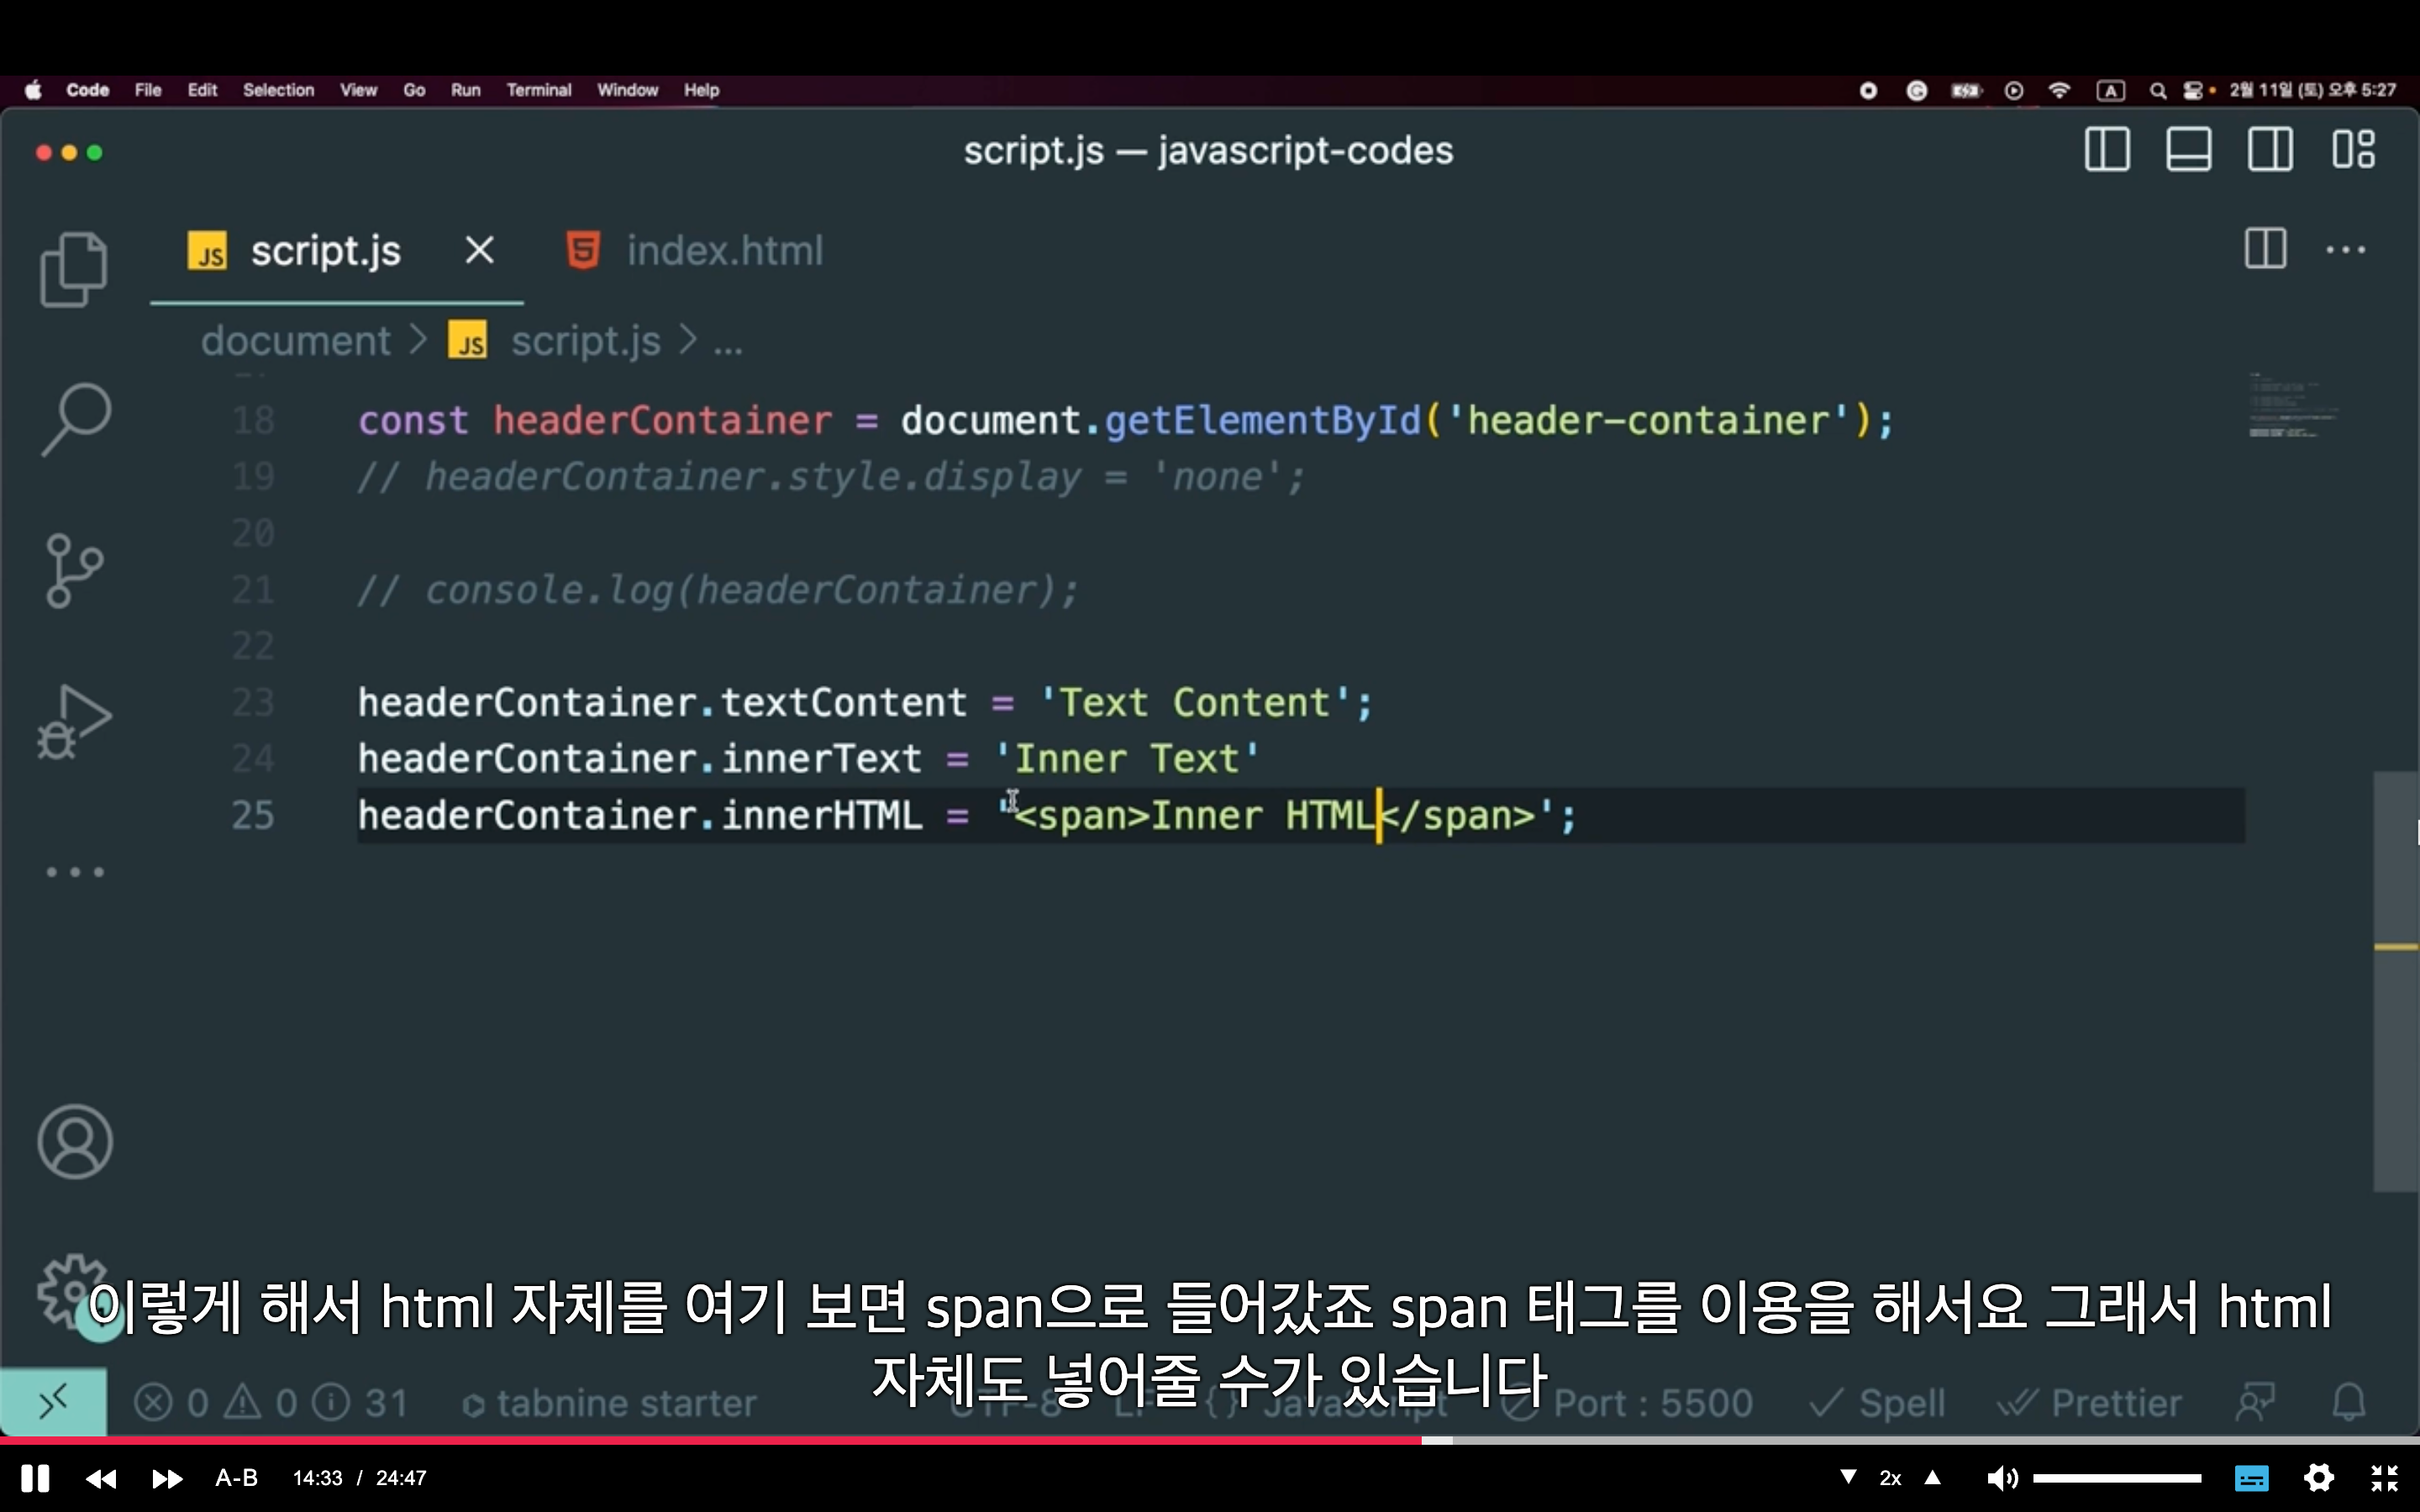 Code File Edit Selection View Go Run Terminal Window Help A 2월 11일 (토) 오후 5:27
script.js — javascript-codes
JS script.js index.html
document > JS script.js > ...
18 const headerContainer = document.getElementById('header-container');
19 // headerContainer.style.display = 'none';
20
21 // console.log(headerContainer);
22
23 headerContainer.textContent = 'Text Content';
24 headerContainer.innerText = 'Inner Text'
25 headerContainer.innerHTML = '<span>Inner HTML</span>';
이렇게 해서 html 자체를 여기 보면 span으로 들어갔죠 span 태그를 이용을 해서요 그래서 html
자체도 넣어줄 수가 있습니다
0 0 31 tabnine starter UTF-8 LF {} JavaScript Port : 5500 Spell Prettier
A-B 14:33 / 24:47 2x